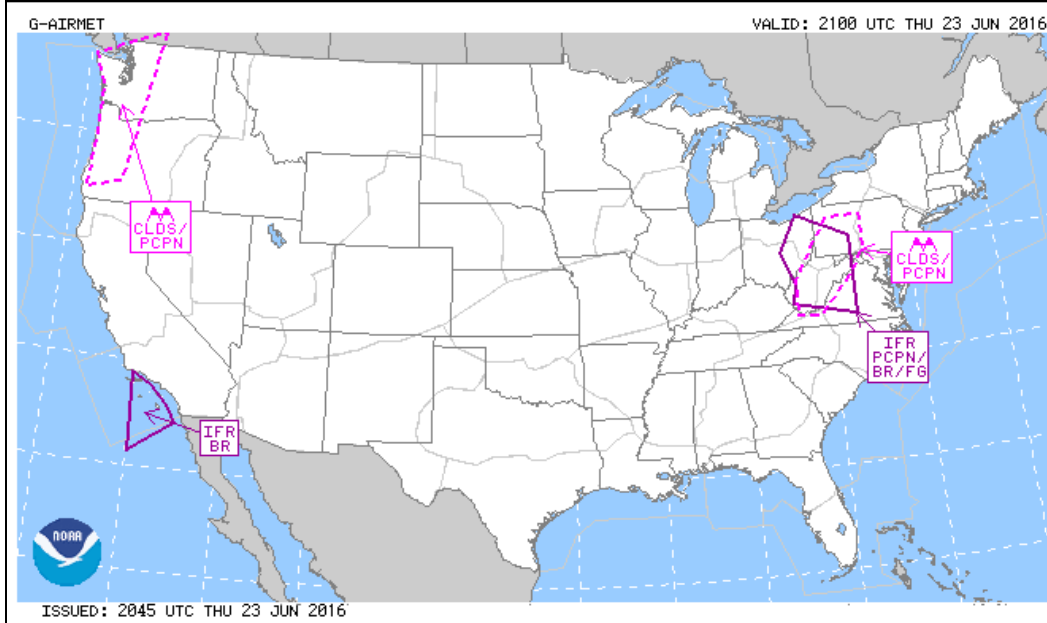 G-AIRMET
VALID: 2100 UTC THU 23 JUN 2016
CLDS/
PCPN
CLDS/
PCPN
IFR
PCPN/
BR/FG
IFR
BR
NOAA
ISSUED: 2045 UTC THU 23 JUN 2016